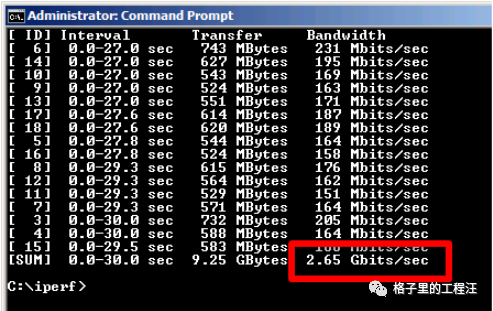 Administrator: Command Prompt
[ ID] Interval Transfer Bandwidth
[ 6] 0.0-27.0 sec 743 MBytes 231 Mbits/sec
[ 14] 0.0-27.0 sec 627 MBytes 195 Mbits/sec
[ 10] 0.0-27.0 sec 543 MBytes 169 Mbits/sec
[ 9] 0.0-27.0 sec 524 MBytes 163 Mbits/sec
[ 13] 0.0-27.0 sec 551 MBytes 171 Mbits/sec
[ 17] 0.0-27.6 sec 614 MBytes 187 Mbits/sec
[ 18] 0.0-27.6 sec 620 MBytes 189 Mbits/sec
[ 5] 0.0-27.8 sec 544 MBytes 164 Mbits/sec
[ 16] 0.0-27.8 sec 524 MBytes 158 Mbits/sec
[ 8] 0.0-29.3 sec 615 MBytes 176 Mbits/sec
[ 12] 0.0-29.3 sec 564 MBytes 162 Mbits/sec
[ 11] 0.0-29.3 sec 529 MBytes 151 Mbits/sec
[ 7] 0.0-29.3 sec 571 MBytes 164 Mbits/sec
[ 3] 0.0-30.0 sec 732 MBytes 205 Mbits/sec
[ 4] 0.0-30.0 sec 588 MBytes 164 Mbits/sec
[ 15] 0.0-29.5 sec 583 MBytes Mbits/sec
[SUM] 0.0-30.0 sec 9.25 GBytes 2.65 Gbits/sec
C:\iperf>
格子里的工程汪